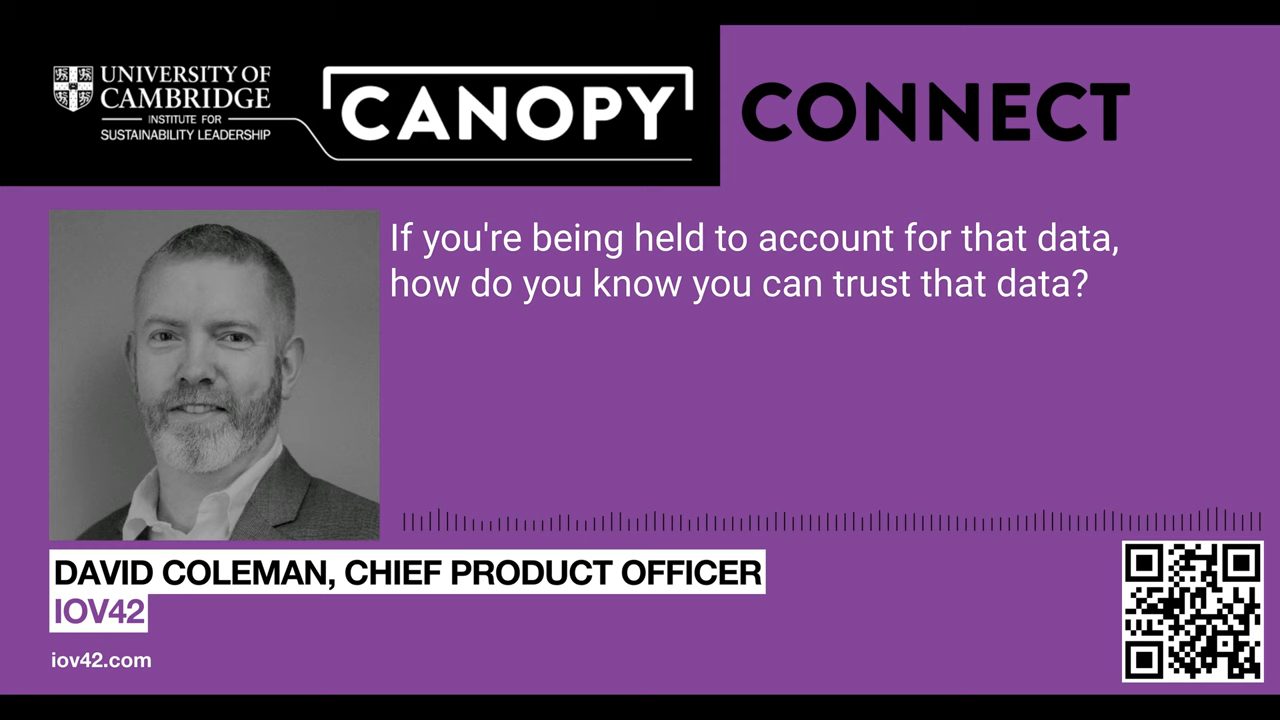 UNIVERSITY OF
CAMBRIDGE
INSTITUTE FOR
SUSTAINABILITY LEADERSHIP
CANOPY
CONNECT
If you're being held to account for that data,
how do you know you can trust that data?
DAVID COLEMAN, CHIEF PRODUCT OFFICER
IOV42
iov42.com